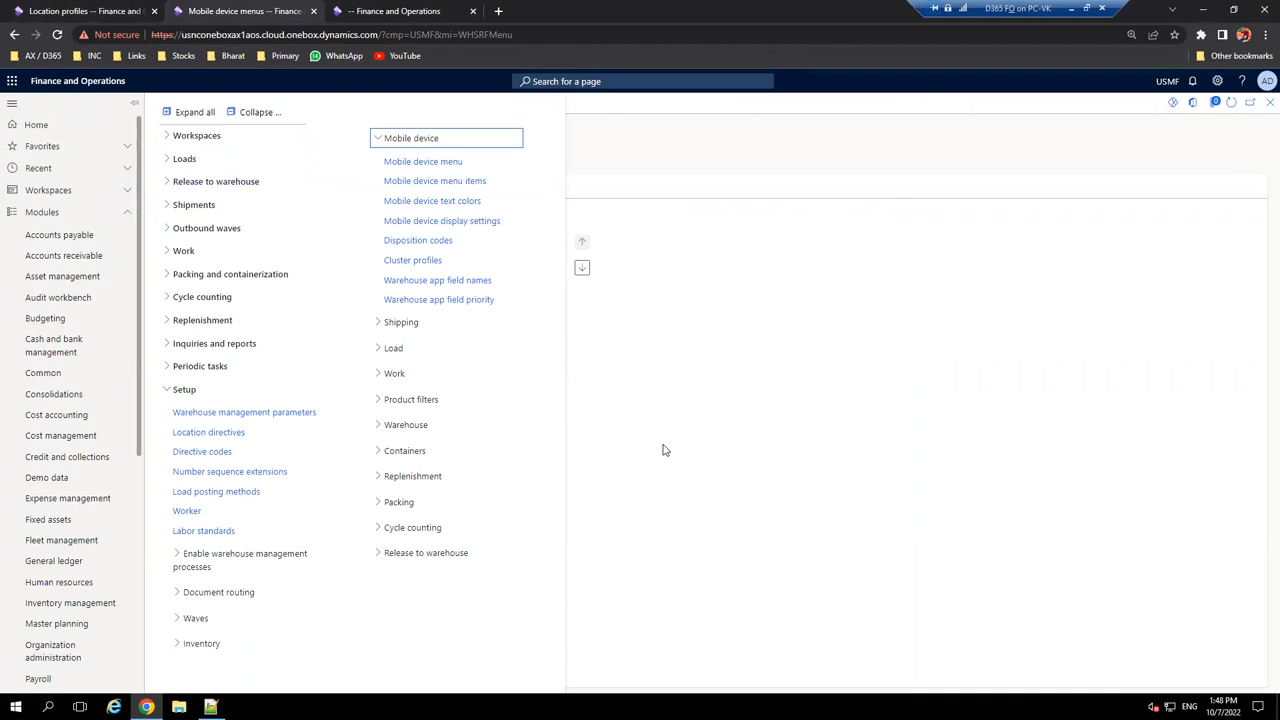 Location profiles -- Finance and
Mobile device menus -- Finance
-- Finance and Operations
D365 FO on PC-VK
Not secure
https://usnconeboxax1aos.cloud.onebox.dynamics.com/?cmp=USMF&mi=WHSRFMenu
AX / D365
INC
Links
Stocks
Bharat
Primary
WhatsApp
YouTube
Other bookmarks
Finance and Operations
Search for a page
USMF
?
AD
Expand all
Collapse ...
0
Home
Favorites
Recent
Workspaces
Modules
Accounts payable
Accounts receivable
Asset management
Audit workbench
Budgeting
Cash and bank
management
Common
Consolidations
Cost accounting
Cost management
Credit and collections
Demo data
Expense management
Fixed assets
Fleet management
General ledger
Human resources
Inventory management
Master planning
Organization
administration
Payroll
Workspaces
Loads
Release to warehouse
Shipments
Outbound waves
Work
Packing and containerization
Cycle counting
Replenishment
Inquiries and reports
Periodic tasks
Setup
Warehouse management parameters
Location directives
Directive codes
Number sequence extensions
Load posting methods
Worker
Labor standards
Enable warehouse management
processes
Document routing
Waves
Inventory
Mobile device
Mobile device menu
Mobile device menu items
Mobile device text colors
Mobile device display settings
Disposition codes
Cluster profiles
Warehouse app field names
Warehouse app field priority
Shipping
Load
Work
Product filters
Warehouse
Containers
Replenishment
Packing
Cycle counting
Release to warehouse
ENG
1:48 PM
10/7/2022